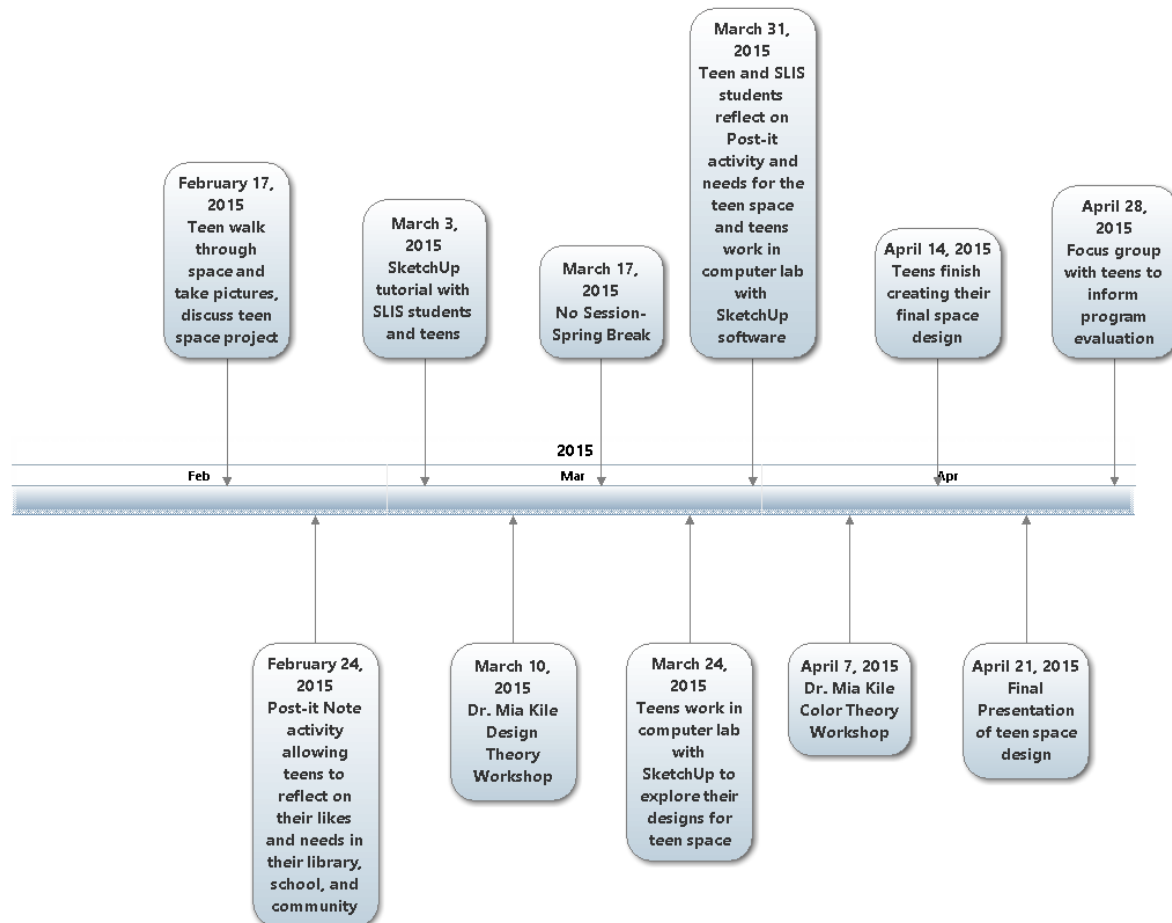 February 17,
2015
Teen walk
through
space and
take pictures,
discuss teen
space project
March 3,
2015
SketchUp
tutorial with
SLIS students
and teens
March 17,
2015
No Session-
Spring Break
March 31,
2015
Teen and SLIS
students
reflect on
Post-it
activity and
needs for the
teen space
and teens
work in
computer lab
with
SketchUp
software
April 14, 2015
Teens finish
creating their
final space
design
April 28,
2015
Focus group
with teens to
inform
program
evaluation
2015
Feb
Mar
Apr
February 24,
2015
Post-it Note
activity
allowing
teens to
reflect on
their likes
and needs in
their library,
school, and
community
March 10,
2015
Dr. Mia Kile
Design
Theory
Workshop
March 24,
2015
Teens work in
computer lab
with
SketchUp to
explore their
designs for
teen space
April 7, 2015
Dr. Mia Kile
Color Theory
Workshop
April 21, 2015
Final
Presentation
of teen space
design